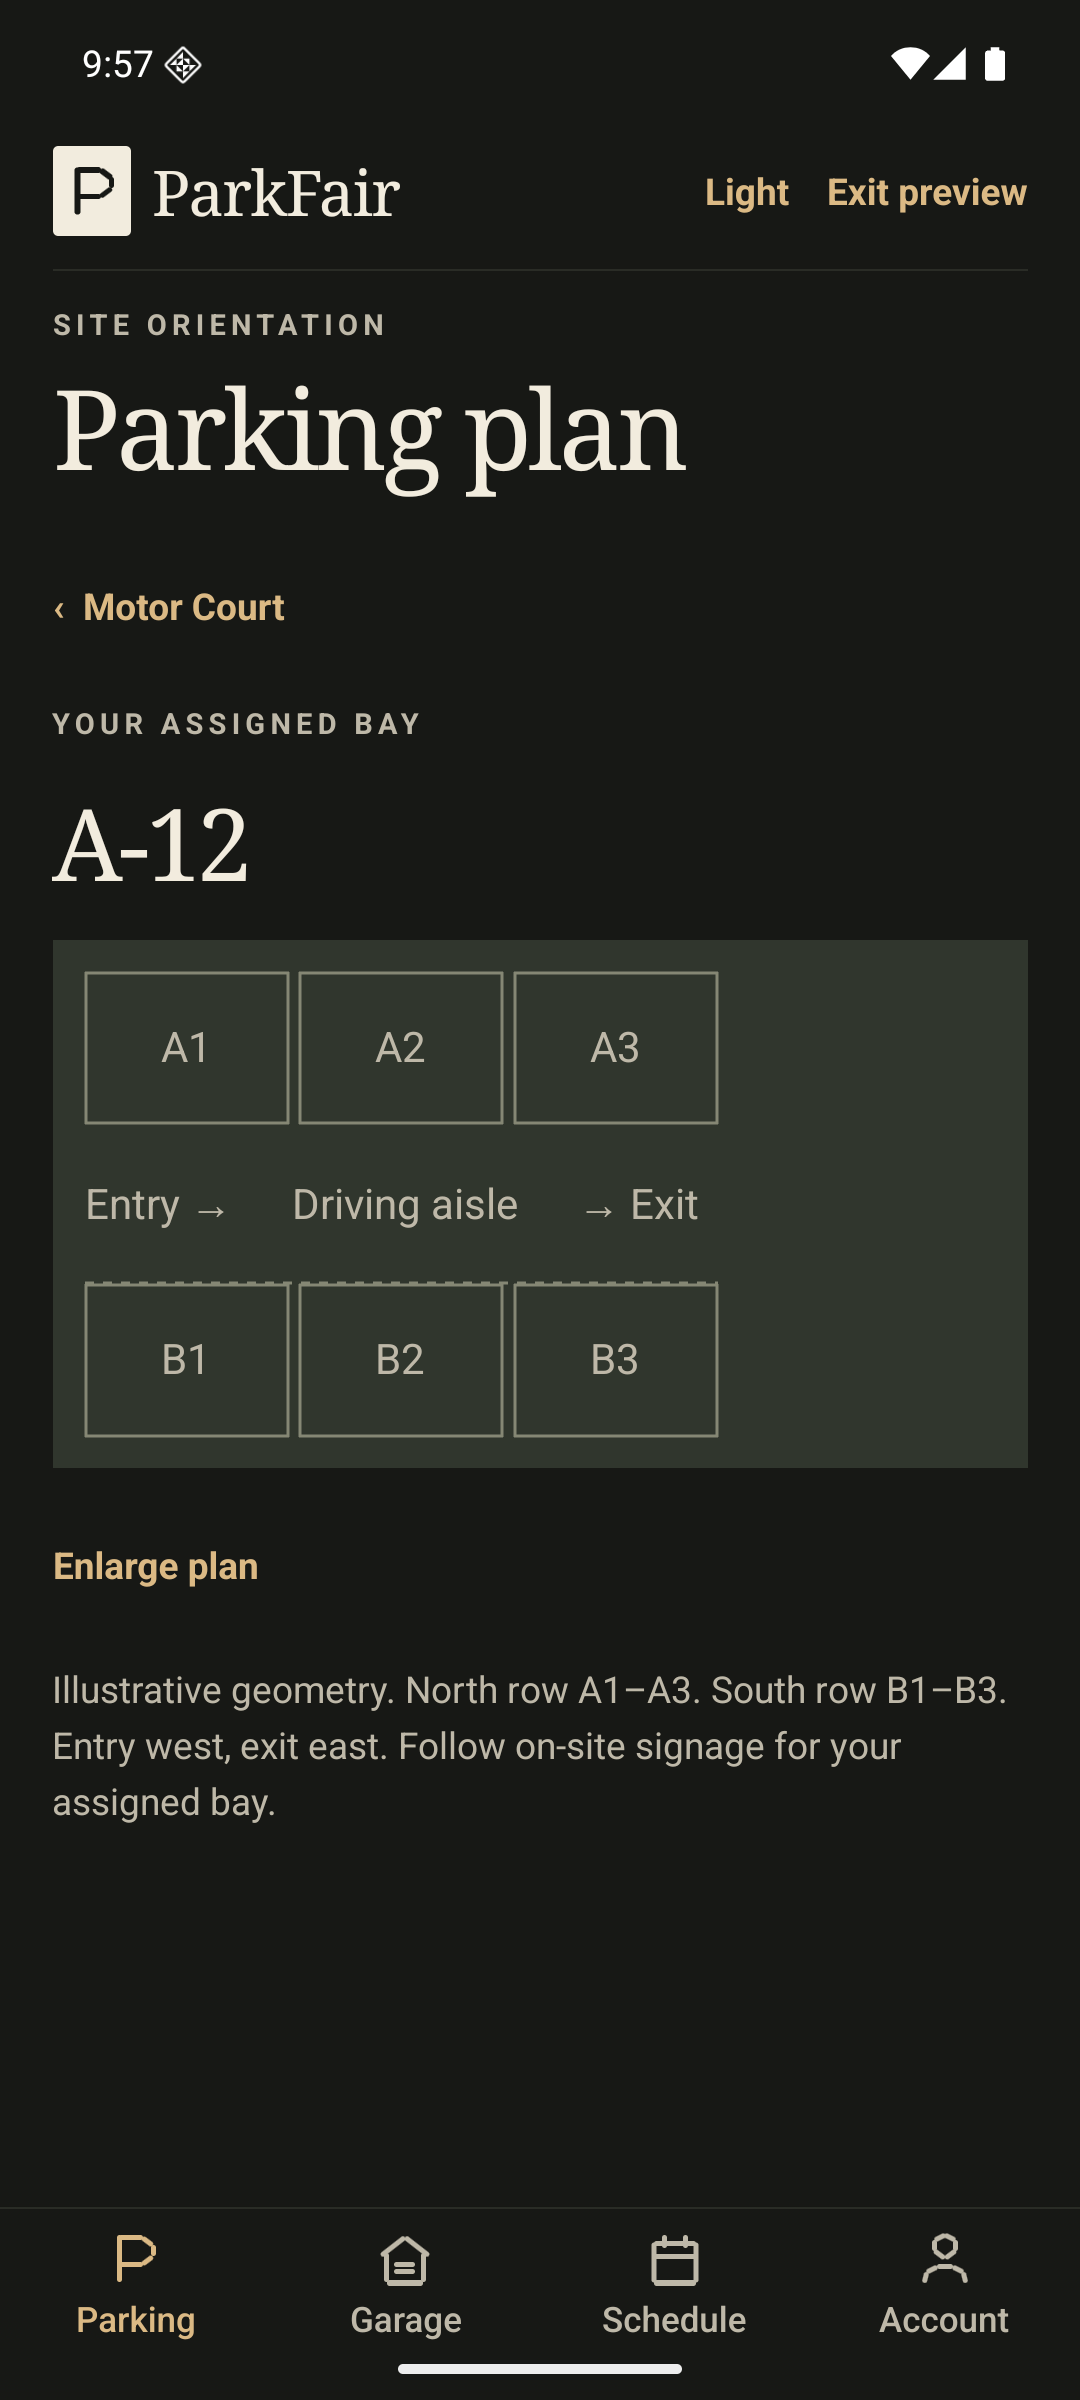 9:57
ParkFair
Light Exit preview
SITE ORIENTATION
Parking plan
‹ Motor Court
YOUR ASSIGNED BAY
A-12
A1 A2 A3
Entry → Driving aisle → Exit
B1 B2 B3
Enlarge plan
Illustrative geometry. North row A1–A3. South row B1–B3.
Entry west, exit east. Follow on-site signage for your
assigned bay.
Parking Garage Schedule Account